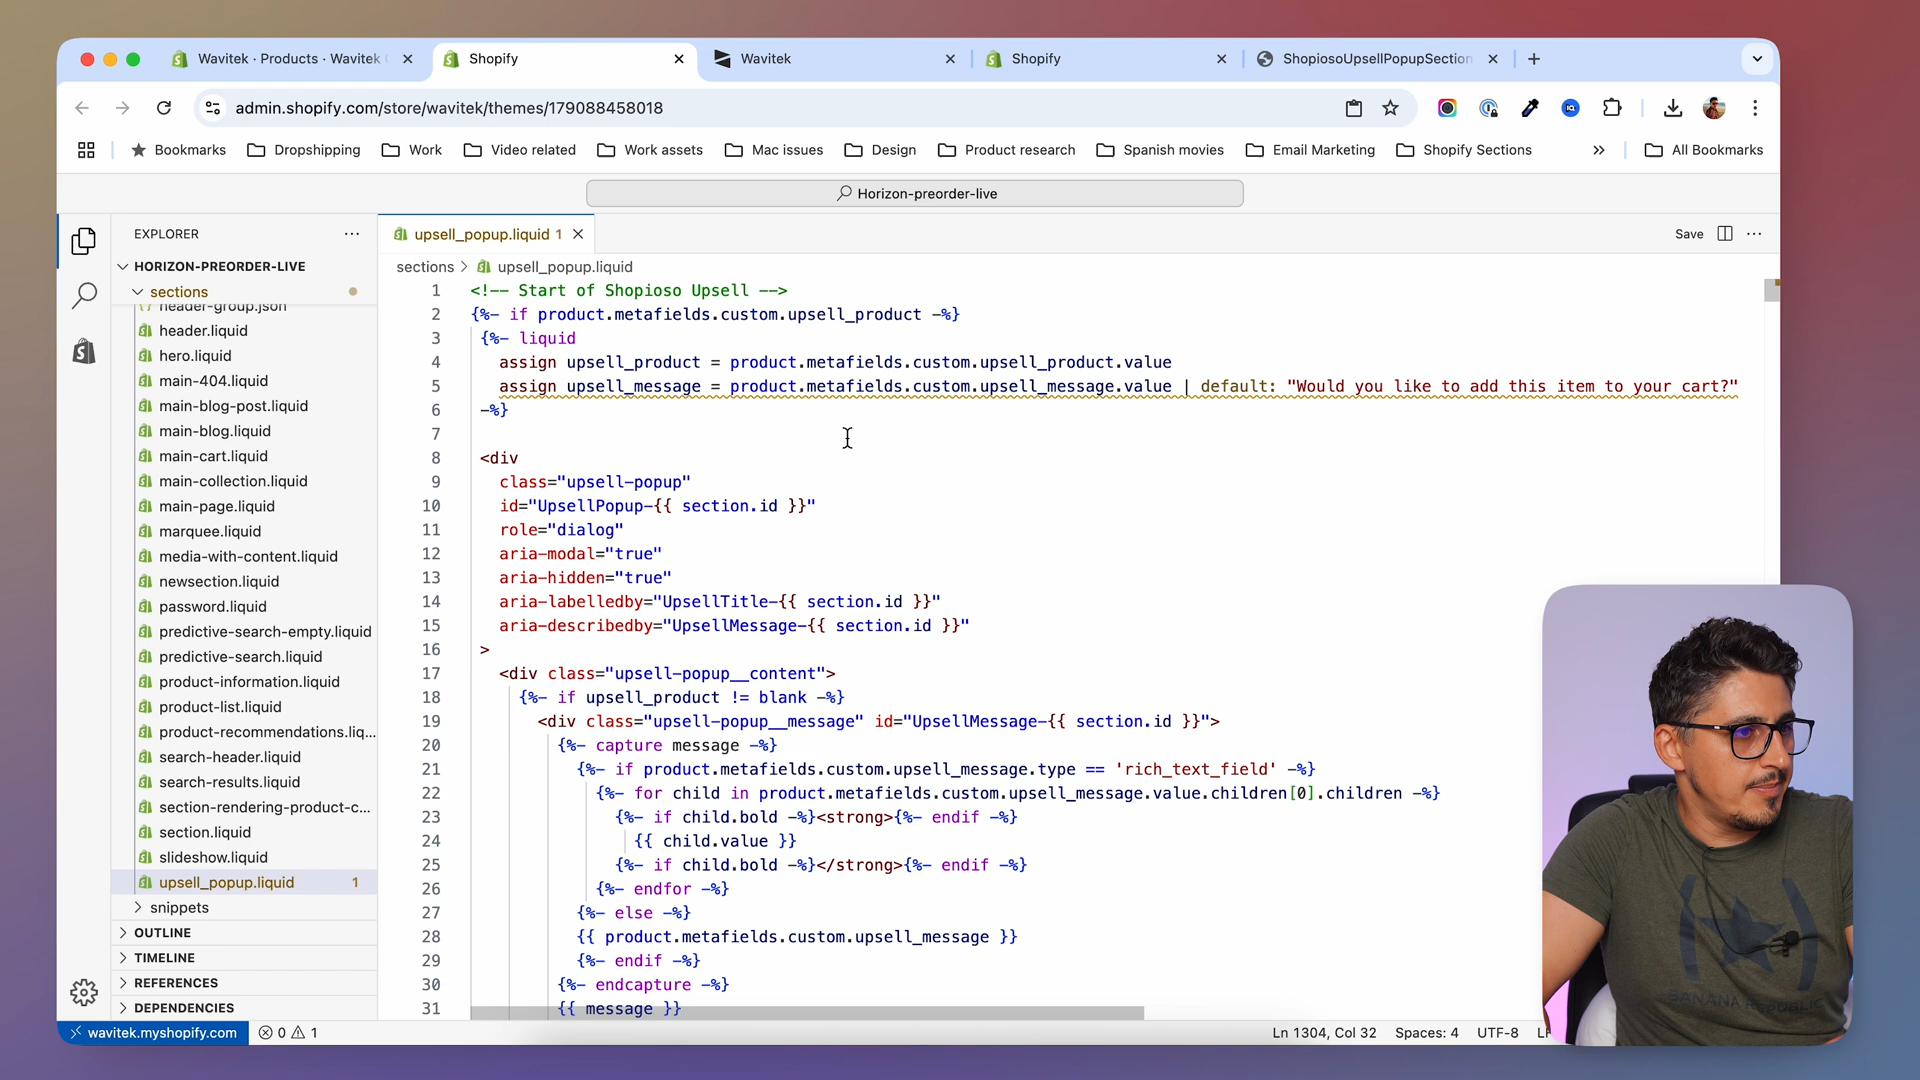 Wavitek · Products · Wavitek
Shopify
Wavitek
Shopify
ShopiosoUpsellPopupSection
admin.shopify.com/store/wavitek/themes/179088458018
Bookmarks
Dropshipping
Work
Video related
Work assets
Mac issues
Design
Product research
Spanish movies
Email Marketing
Shopify Sections
»
All Bookmarks
Horizon-preorder-live
EXPLORER
upsell_popup.liquid 1
Save
HORIZON-PREORDER-LIVE
sections
header-group.json
header.liquid
hero.liquid
main-404.liquid
main-blog-post.liquid
main-blog.liquid
main-cart.liquid
main-collection.liquid
main-page.liquid
marquee.liquid
media-with-content.liquid
newsection.liquid
password.liquid
predictive-search-empty.liquid
predictive-search.liquid
product-information.liquid
product-list.liquid
product-recommendations.liq...
search-header.liquid
search-results.liquid
section-rendering-product-c...
section.liquid
slideshow.liquid
upsell_popup.liquid 1
snippets
OUTLINE
TIMELINE
REFERENCES
DEPENDENCIES
sections > upsell_popup.liquid
1 <!-- Start of Shopioso Upsell -->
2 {%- if product.metafields.custom.upsell_product -%}
3 {%- liquid
4 assign upsell_product = product.metafields.custom.upsell_product.value
5 assign upsell_message = product.metafields.custom.upsell_message.value | default: "Would you like to add this item to your cart?"
6 -%}
7
8 <div
9 class="upsell-popup"
10 id="UpsellPopup-{{ section.id }}"
11 role="dialog"
12 aria-modal="true"
13 aria-hidden="true"
14 aria-labelledby="UpsellTitle-{{ section.id }}"
15 aria-describedby="UpsellMessage-{{ section.id }}"
16 >
17 <div class="upsell-popup__content">
18 {%- if upsell_product != blank -%}
19 <div class="upsell-popup__message" id="UpsellMessage-{{ section.id }}">
20 {%- capture message -%}
21 {%- if product.metafields.custom.upsell_message.type == 'rich_text_field' -%}
22 {%- for child in product.metafields.custom.upsell_message.value.children[0].children -%}
23 {%- if child.bold -%}<strong>{%- endif -%}
24 {{ child.value }}
25 {%- if child.bold -%}</strong>{%- endif -%}
26 {%- endfor -%}
27 {%- else -%}
28 {{ product.metafields.custom.upsell_message }}
29 {%- endif -%}
30 {%- endcapture -%}
31 {{ message }}
BANANA REPUBLIC
wavitek.myshopify.com
0 1
Ln 1304, Col 32
Spaces: 4
UTF-8